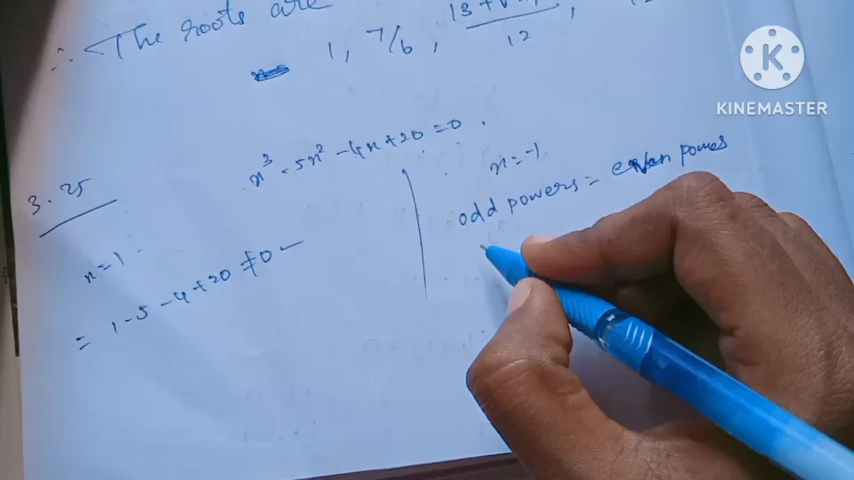 ∴ The roots are
1, 7/6, 13+√
12
,
KINEMASTER
3.25
x³-5x²-4x+20=0.
x=1
= 1-5-4+20≠0
x=-1
odd powers = even power